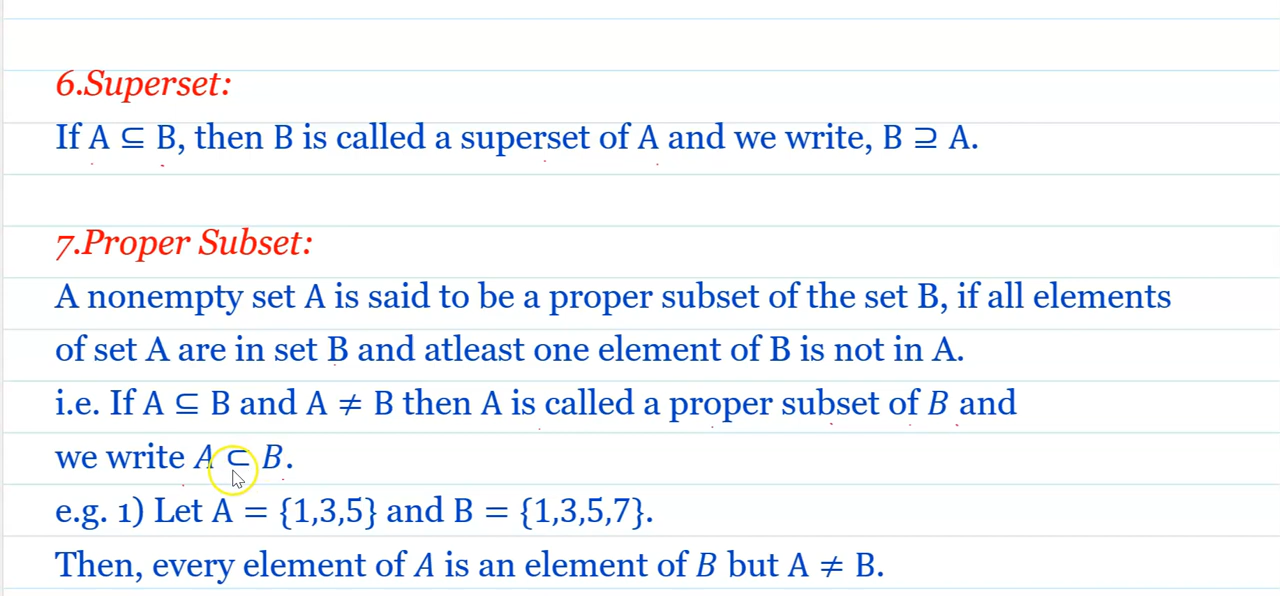 6.Superset:
If A ⊆ B, then B is called a superset of A and we write, B ⊇ A.
7.Proper Subset:
A nonempty set A is said to be a proper subset of the set B, if all elements
of set A are in set B and atleast one element of B is not in A.
i.e. If A ⊆ B and A ≠ B then A is called a proper subset of B and
we write A ⊂ B.
e.g. 1) Let A = {1,3,5} and B = {1,3,5,7}.
Then, every element of A is an element of B but A ≠ B.